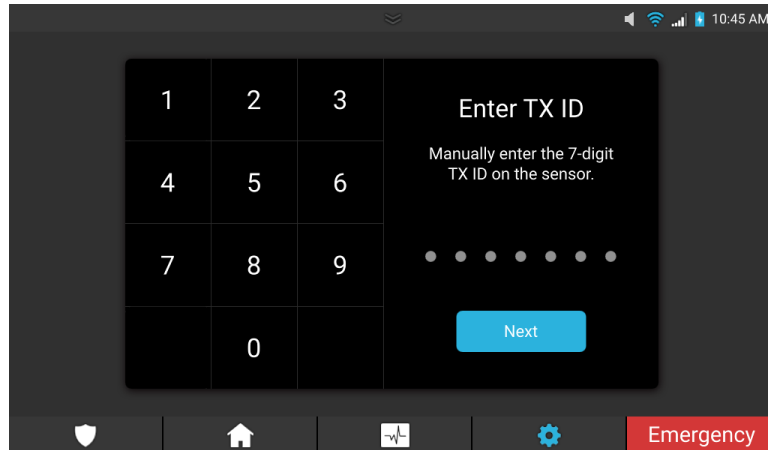 10:45 AM
1 2 3
4 5 6
7 8 9
0
Enter TX ID
Manually enter the 7-digit
TX ID on the sensor.
Next
Emergency